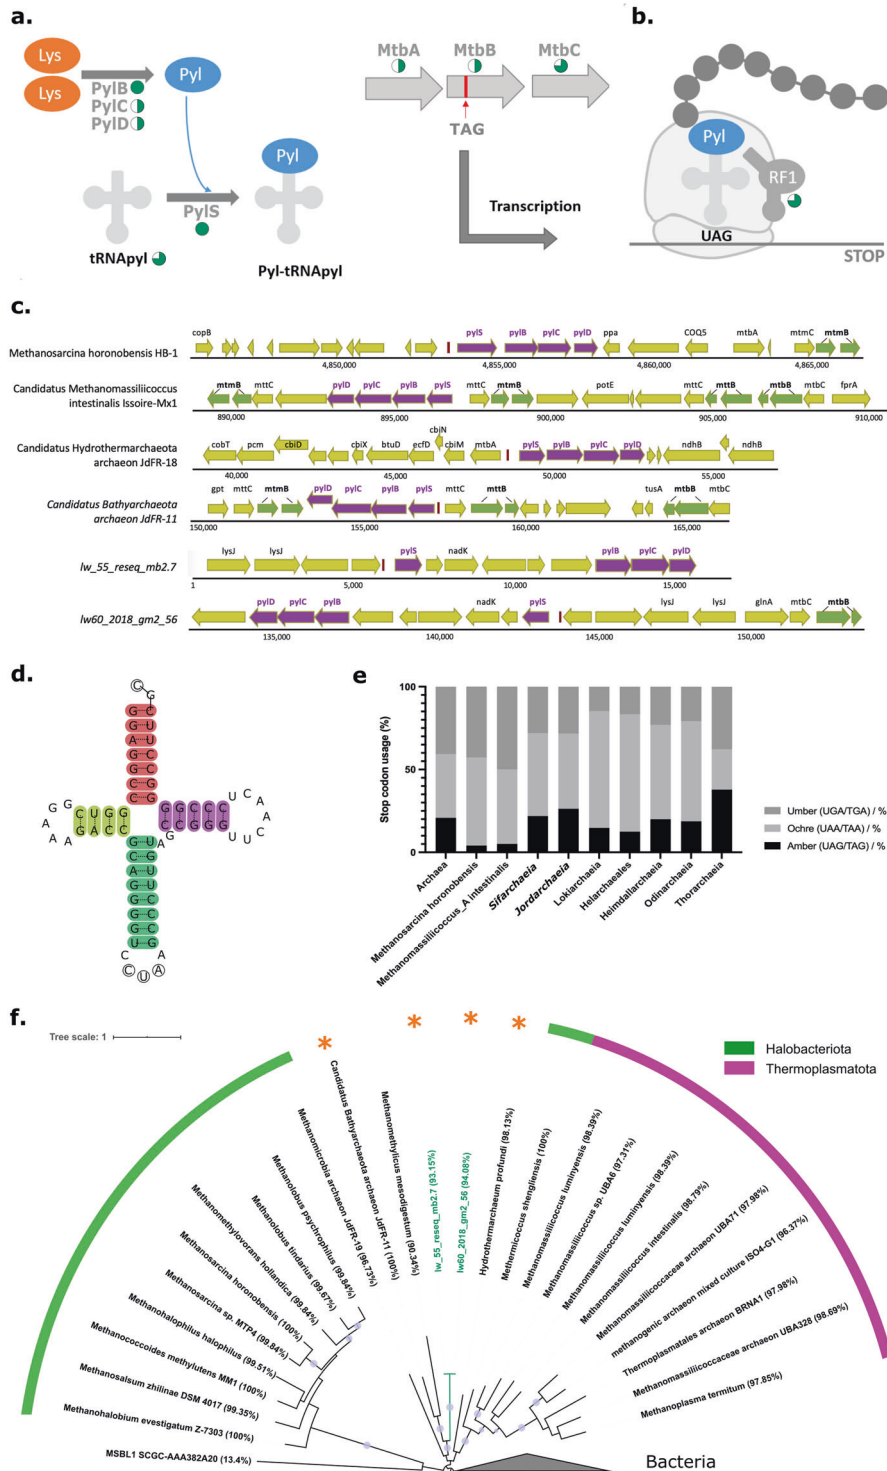 a.
Lys
Lys
Pyl
PylB
PylC
PylD
Pyl
tRNApyl
PylS
Pyl-tRNApyl
MtbA
MtbB
MtbC
TAG
Transcription
b.
Pyl
RF1
UAG
STOP
c.
copB
pylS
pylB
pylC
pylD
ppa
COQ5
mtbA
mtmC
mtmB
Methanosarcina horonobensis HB-1
4,850,000
4,855,000
4,860,000
4,865,000
Candidatus Methanomassiliicoccus
intestinalis Issoire-Mx1
mtmB
mttC
pylD
pylC
pylB
pylS
mttC
mtmB
potE
mttC
mttB
mtbB
mtbC
fprA
890,000
895,000
900,000
905,000
910,000
Candidatus Hydrothermarchaeota
archaeon JdFR-18
cobT
pcm
cbiD
cbiX
btuD
ecfD
cbiN
cbiM
mtbA
pylS
pylB
pylC
pylD
ndhB
ndhB
40,000
45,000
50,000
55,000
Candidatus Bathyarchaeota
archaeon JdFR-11
gpt
mttC
mtmB
pylD
pylC
pylB
pylS
mttC
mttB
tusA
mtbB
mtbC
150,000
155,000
160,000
165,000
lw_55_reseq_mb2.7
lysJ
lysJ
pylS
nadK
pylB
pylC
pylD
1
5,000
10,000
15,000
lw60_2018_gm2_56
pylD
pylC
pylB
nadK
pylS
lysJ
lysJ
glnA
mtbC
mtbB
135,000
140,000
145,000
150,000
d.
e
100
50
0
Stop codon usage (%)
Umber (UGA/TGA) / %
Ochre (UAA/TAA) / %
Amber (UAG/TAG) / %
Archaea
Methanosarcina horonobensis
Methanomassiliicoccus_A intestinalis
Sifarchaeia
Jordarchaeia
Lokiarchaeia
Helarchaeales
Heimdallarchaeia
Odinarchaeia
Thorarchaeia
f.
Tree scale: 1
Halobacteriota
Thermoplasmatota
MSBL1 SCGC-AAA382A20 (13.4%)
Methanohalobium evestigatum Z-7303 (100%)
Methanosalsum zhilinae DSM 4017 (99.35%)
Methanococcoides methylutens MM1 (100%)
Methanohalophilus halophilus (99.51%)
Methanosarcina sp. MTP4 (99.84%)
Methanosarcina horonobensis (100%)
Methanomethylovorans hollandica (99.84%)
Methanolobus tindarius (99.67%)
Methanolobus psychrophilus (99.84%)
Methanomicrobia archaeon JdFR-19 (96.73%)
Candidatus Bathyarchaeota archaeon JdFR-11 (100%)
Methanomethylicus mesodigestum (90.34%)
lw_55_reseq_mb2.7 (93.15%)
lw60_2018_gm2_56 (94.08%)
Hydrothermarchaeum profundi (98.13%)
Methermicoccus shengliensis (100%)
Methanomassiliicoccus luminyensis (98.39%)
Methanomassiliicoccus sp. UBA6 (97.31%)
Methanomassiliicoccus luminyensis (98.39%)
Methanomassiliicoccus intestinalis (98.79%)
Methanomassiliicoccaceae archaeon UBA71 (97.98%)
methanogenic archaeon mixed culture ISO4-G1 (96.37%)
Thermoplasmatales archaeon BRNA1 (97.98%)
Methanomassiliicoccaceae archaeon UBA328 (98.69%)
Methanoplasma termitum (97.85%)
Bacteria